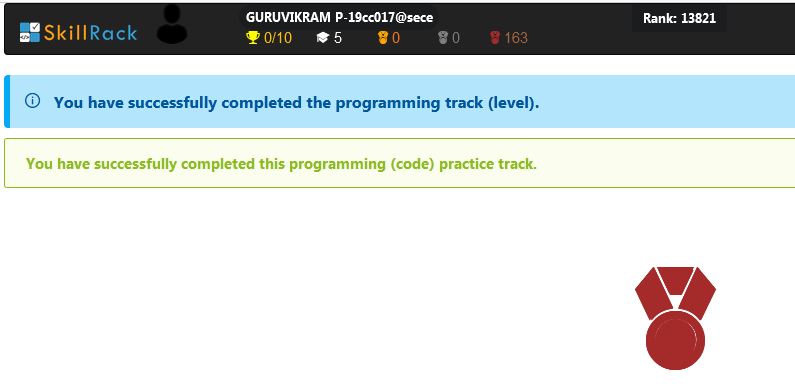 SkillRack
GURUVIKRAM P-19cc017@sece
Rank: 13821
0/10 5 0 0 163
You have successfully completed the programming track (level).
You have successfully completed this programming (code) practice track.